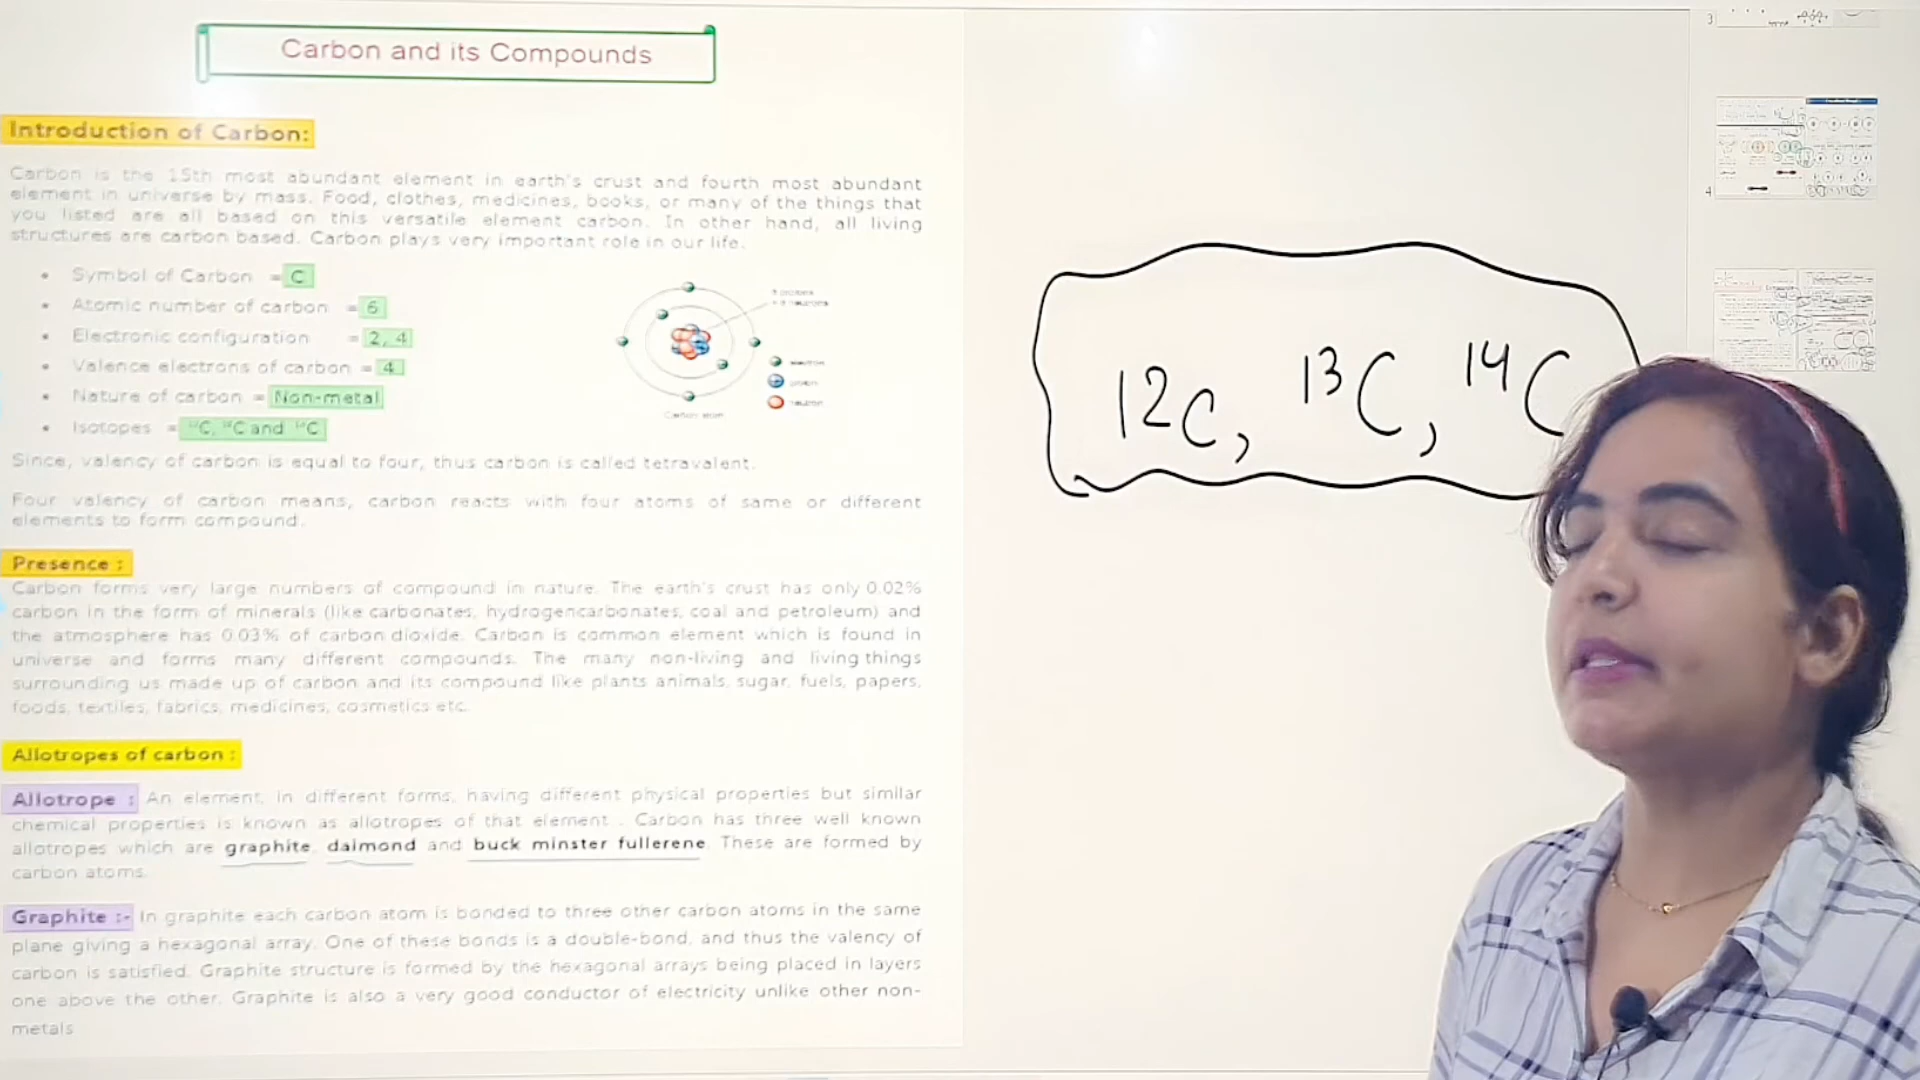 Carbon and its Compounds
Introduction of Carbon:
Carbon is the 15th most abundant element in earth's crust and fourth most abundant
element in universe by mass. Food, clothes, medicines, books, or many of the things that
you listed are all based on this versatile element carbon. In other hand, all living
structures are carbon based. Carbon plays very important role in our life.
• Symbol of Carbon = C
• Atomic number of carbon = 6
• Electronic configuration = 2, 4
• Valence electrons of carbon = 4
• Nature of carbon = Non-metal
• Isotopes = C, C and ¹⁴C
electron
proton
neutron
Carbon atom
Since, valency of carbon is equal to four, thus carbon is called tetravalent.
Four valency of carbon means, carbon reacts with four atoms of same or different
elements to form compound.
Presence :
Carbon forms very large numbers of compound in nature. The earth's crust has only 0.02%
carbon in the form of minerals (like carbonates, hydrogencarbonates, coal and petroleum) and
the atmosphere has 0.03% of carbon dioxide. Carbon is common element which is found in
universe and forms many different compounds. The many non-living and living things
surrounding us made up of carbon and its compound like plants animals, sugar, fuels, papers,
foods, textiles, fabrics, medicines, cosmetics etc.
Allotropes of carbon :
Allotrope : An element, in different forms, having different physical properties but similar
chemical properties is known as allotropes of that element . Carbon has three well known
allotropes which are graphite, daimond and buck minster fullerene. These are formed by
carbon atoms.
Graphite :- In graphite each carbon atom is bonded to three other carbon atoms in the same
plane giving a hexagonal array. One of these bonds is a double-bond, and thus the valency of
carbon is satisfied. Graphite structure is formed by the hexagonal arrays being placed in layers
one above the other. Graphite is also a very good conductor of electricity unlike other non-
metals
¹²C, ¹³C, ¹⁴C
3
4